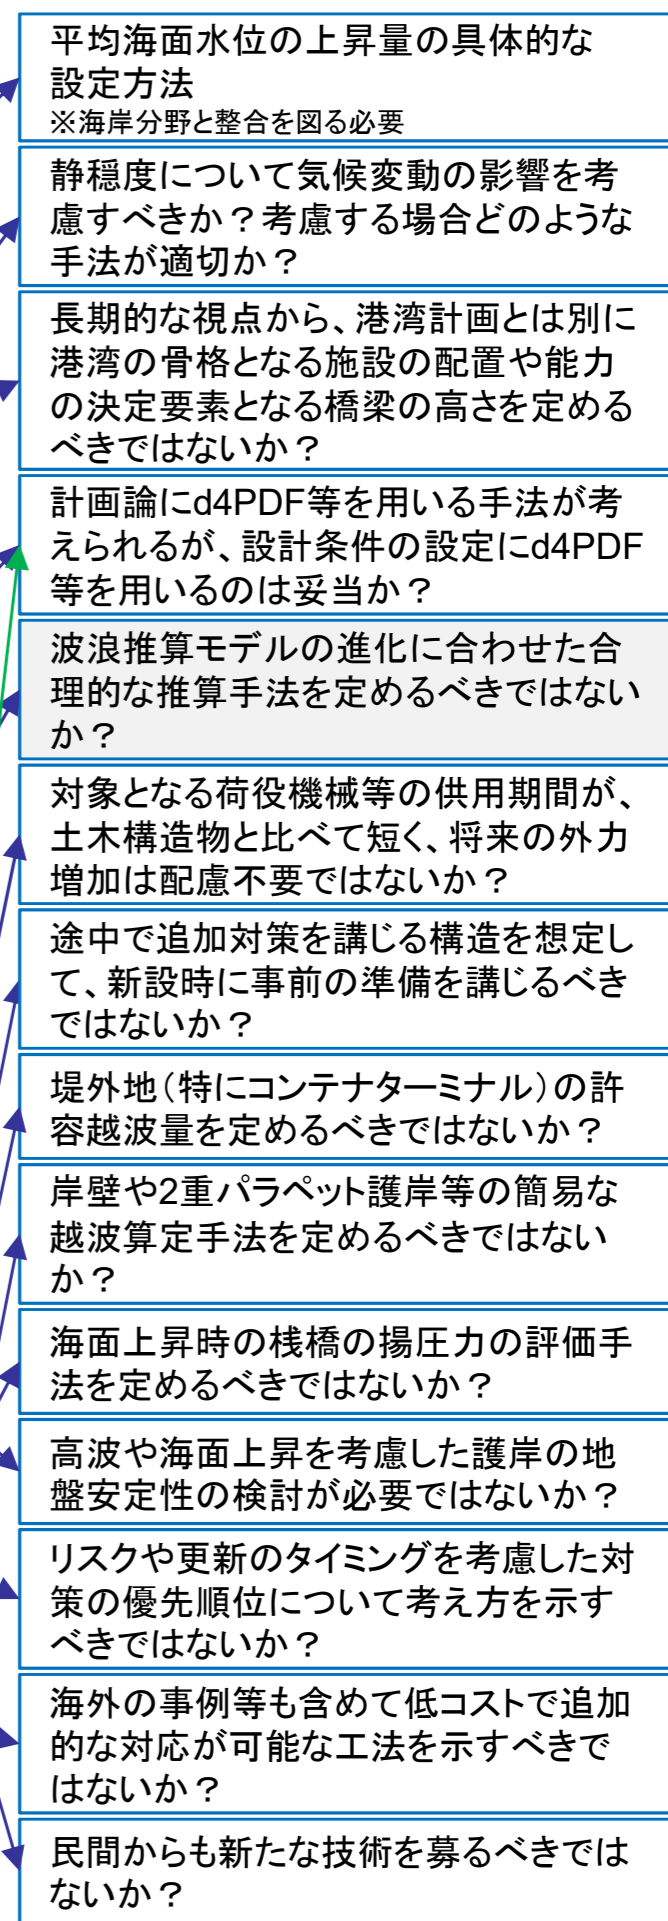 平均海面水位の上昇量の具体的な
設定方法
※海岸分野と整合を図る必要
静穏度について気候変動の影響を考
慮すべきか？考慮する場合どのような
手法が適切か？
長期的な視点から、港湾計画とは別に
港湾の骨格となる施設の配置や能力
の決定要素となる橋梁の高さを定める
べきではないか？
計画論にd4PDF等を用いる手法が考
えられるが、設計条件の設定にd4PDF
等を用いるのは妥当か？
波浪推算モデルの進化に合わせた合
理的な推算手法を定めるべきではない
か？
対象となる荷役機械等の供用期間が、
土木構造物と比べて短く、将来の外力
増加は配慮不要ではないか？
途中で追加対策を講じる構造を想定し
て、新設時に事前の準備を講じるべき
ではないか？
堤外地（特にコンテナターミナル）の許
容越波量を定めるべきではないか？
岸壁や2重パラペット護岸等の簡易な
越波算定手法を定めるべきではない
か？
海面上昇時の桟橋の揚圧力の評価手
法を定めるべきではないか？
高波や海面上昇を考慮した護岸の地
盤安定性の検討が必要ではないか？
リスクや更新のタイミングを考慮した対
策の優先順位について考え方を示す
べきではないか？
海外の事例等も含めて低コストで追加
的な対応が可能な工法を示すべきで
はないか？
民間からも新たな技術を募るべきでは
ないか？